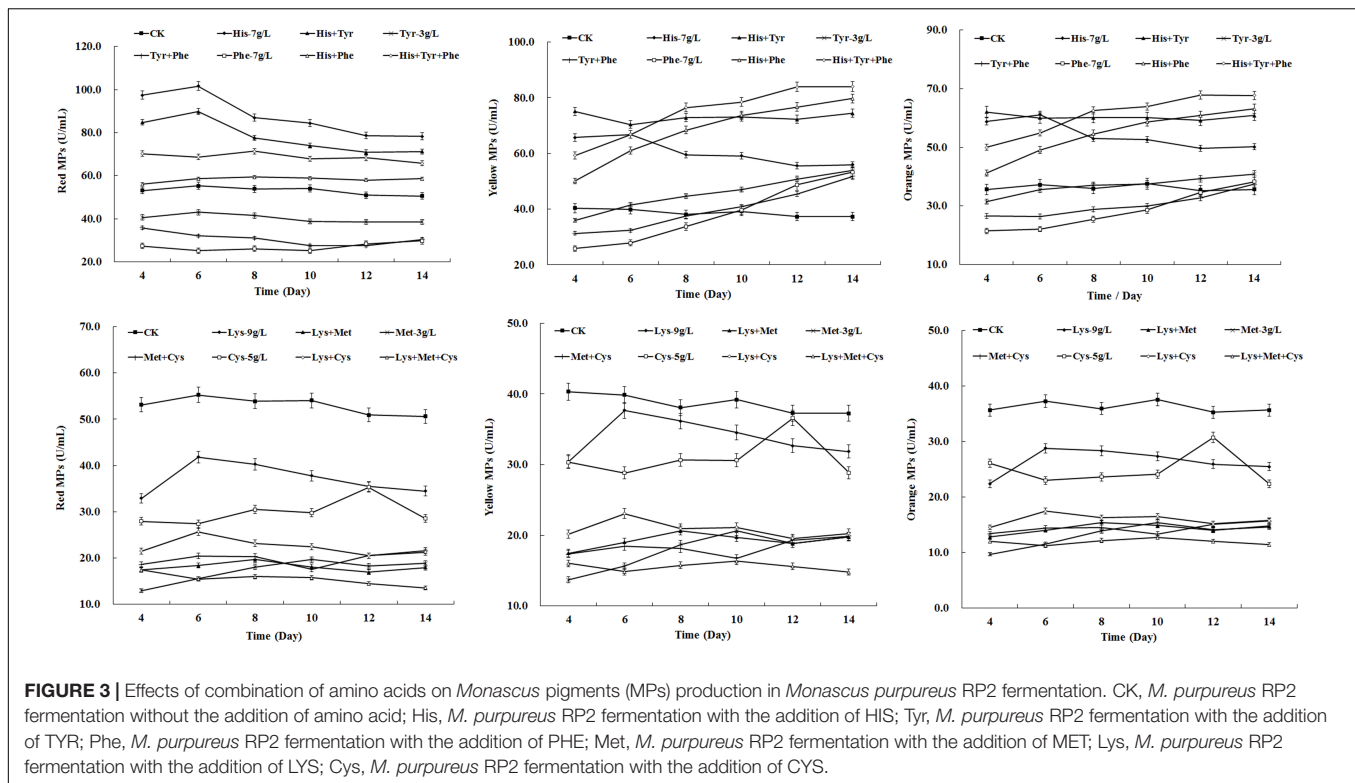 CK His-7g/L His+Tyr Tyr-3g/L
Tyr+Phe Phe-7g/L His+Phe His+Tyr+Phe
120.0
100.0
80.0
60.0
40.0
20.0
Red MPs (U/mL)
4 6 8 10 12 14
Time (Day)
CK His-7g/L His+Tyr Tyr-3g/L
Tyr+Phe Phe-7g/L His+Phe His+Tyr+Phe
100.0
80.0
60.0
40.0
20.0
Yellow MPs (U/mL)
4 6 8 10 12 14
Time (Day)
CK His-7g/L His+Tyr Tyr-3g/L
Tyr+Phe Phe-7g/L His+Phe His+Tyr+Phe
90.0
70.0
50.0
30.0
10.0
Orange MPs (U/mL)
4 6 8 10 12 14
Time / Day
CK Lys-9g/L Lys+Met Met-3g/L
Met+Cys Cys-5g/L Lys+Cys Lys+Met+Cys
70.0
60.0
50.0
40.0
30.0
20.0
10.0
Red MPs (U/mL)
4 6 8 10 12 14
Time (Day)
CK Lys-9g/L Lys+Met Met-3g/L
Met+Cys Cys-5g/L Lys+Cys Lys+Met+Cys
50.0
40.0
30.0
20.0
10.0
Yellow MPs (U/mL)
4 6 8 10 12 14
Time (Day)
CK Lys-9g/L Lys+Met Met-3g/L
Met+Cys Cys-5g/L Lys+Cys Lys+Met+Cys
50.0
40.0
30.0
20.0
10.0
0.0
Orange MPs (U/mL)
4 6 8 10 12 14
Time (Day)
FIGURE 3 | Effects of combination of amino acids on Monascus pigments (MPs) production in Monascus purpureus RP2 fermentation. CK, M. purpureus RP2
fermentation without the addition of amino acid; His, M. purpureus RP2 fermentation with the addition of HIS; Tyr, M. purpureus RP2 fermentation with the addition
of TYR; Phe, M. purpureus RP2 fermentation with the addition of PHE; Met, M. purpureus RP2 fermentation with the addition of MET; Lys, M. purpureus RP2
fermentation with the addition of LYS; Cys, M. purpureus RP2 fermentation with the addition of CYS.